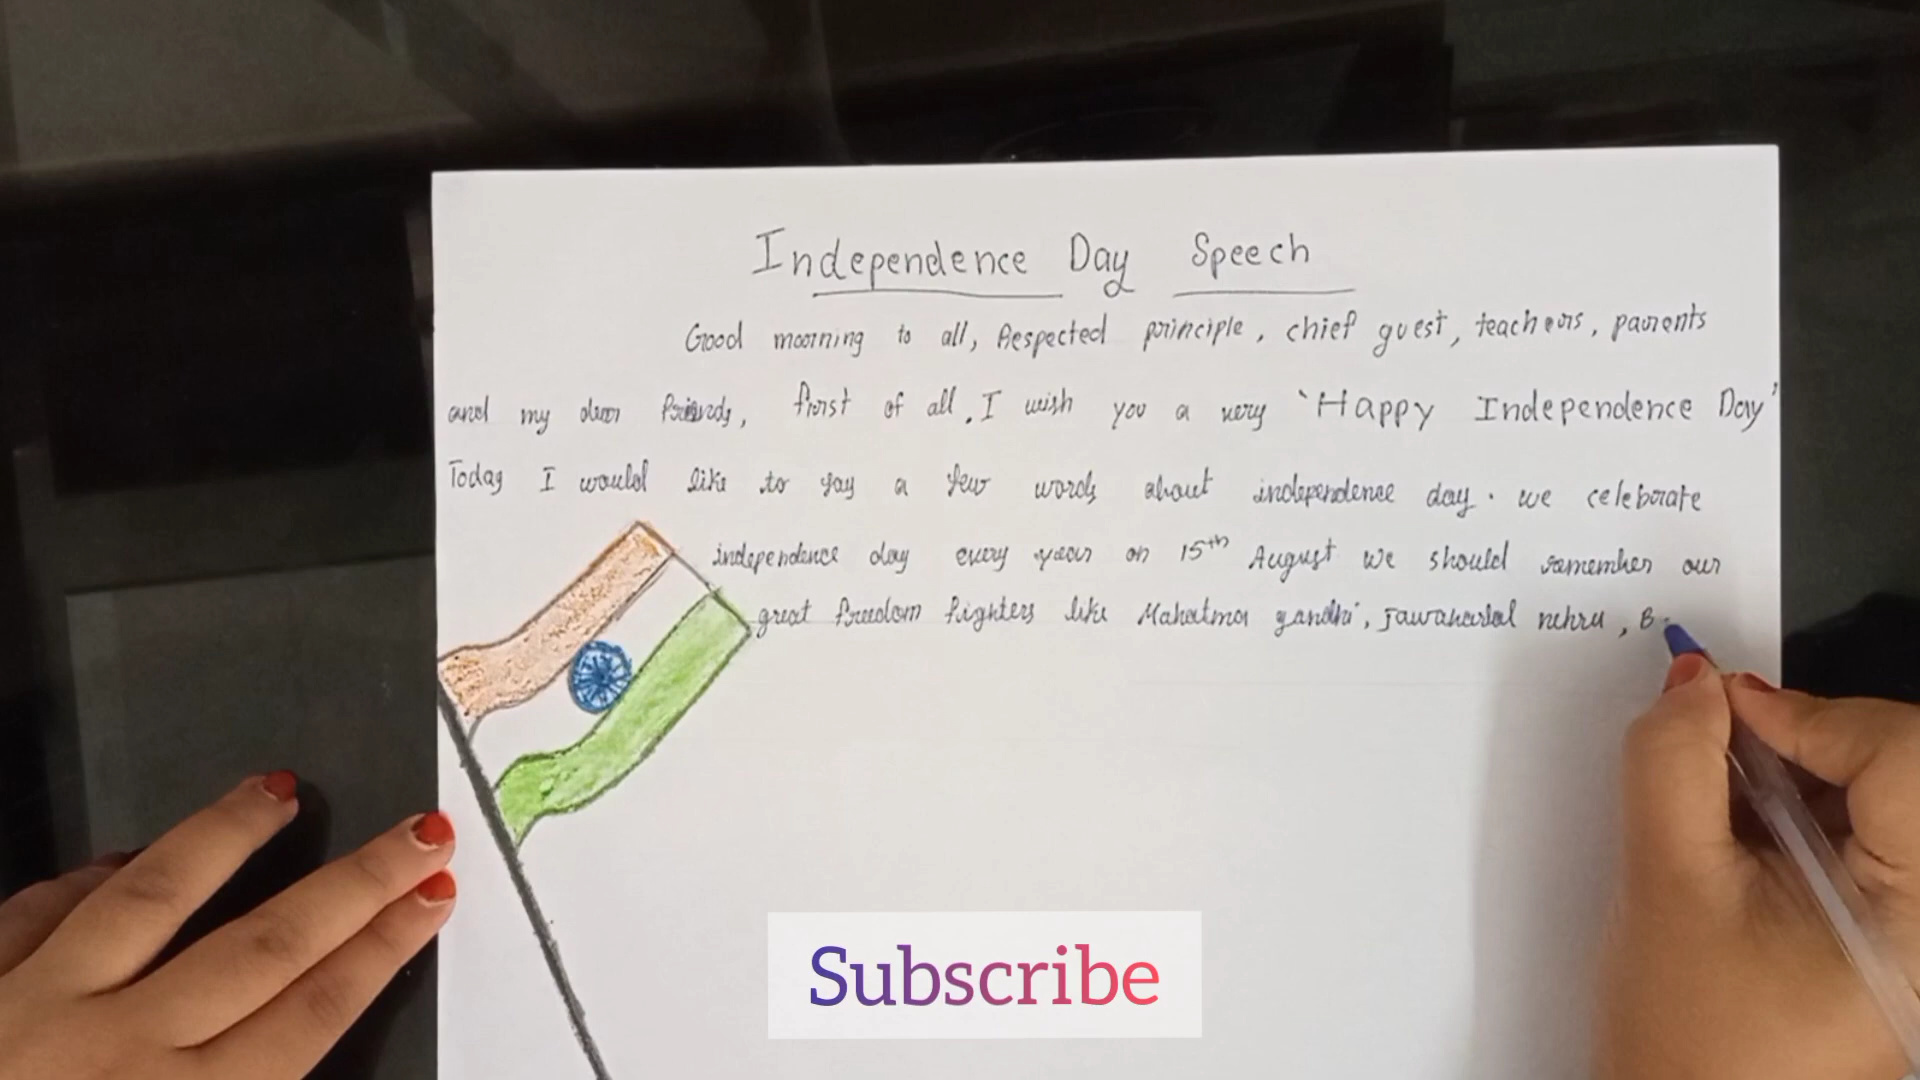 Independence Day Speech
Good morning to all, Respected principle, chief guest, teachers, parents
and my dear friends, first of all, I wish you a very 'Happy Independence Day'
Today I would like to say a few words about independence day. we celebrate
independence day every year on 15th August we should remember our
great freedom fighters like Mahatma gandhi, Jawaharlal nehru, B.
Subscribe